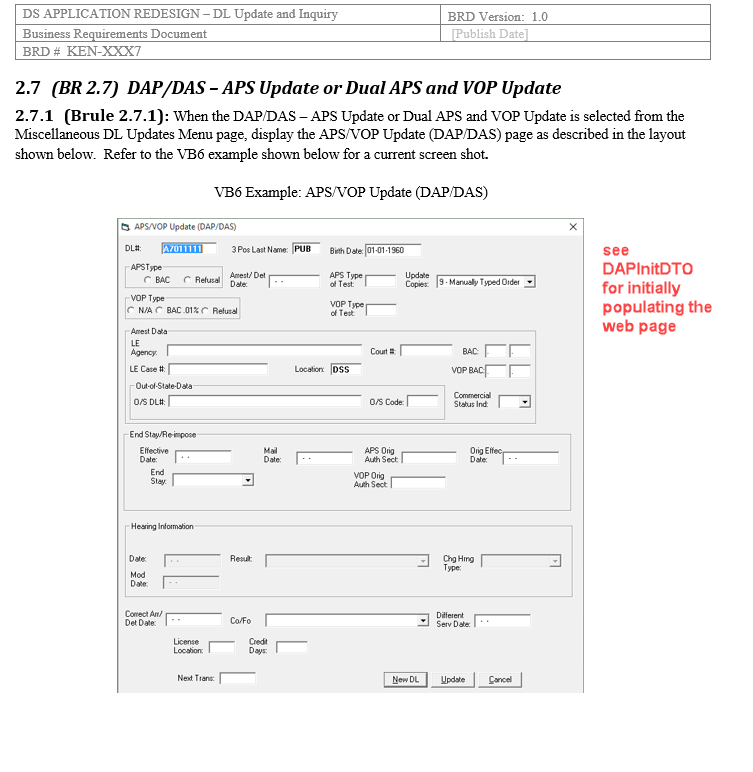 DS APPLICATION REDESIGN – DL Update and Inquiry
BRD Version: 1.0
Business Requirements Document
[Publish Date]
BRD # KEN-XXX7
2.7 (BR 2.7) DAP/DAS – APS Update or Dual APS and VOP Update
2.7.1 (Brule 2.7.1): When the DAP/DAS – APS Update or Dual APS and VOP Update is selected from the
Miscellaneous DL Updates Menu page, display the APS/VOP Update (DAP/DAS) page as described in the layout
shown below. Refer to the VB6 example shown below for a current screen shot.
VB6 Example: APS/VOP Update (DAP/DAS)
APS/VOP Update (DAP/DAS)
DL#: A7011111 3 Pos Last Name: PUB Birth Date: 01-01-1960
APSType
BAC Refusal
Arrest/ Det
Date: - -
APS Type
of Test:
Update
Copies: 9 - Manually Typed Order
VOP Type
N/A BAC .01% Refusal
VOP Type
of Test:
Arrest Data
LE
Agency:
Court #:
BAC: . .
LE Case #:
Location: DSS
VOP BAC: . .
Out-of-State-Data
O/S DL#:
O/S Code:
Commercial
Status Ind:
End Stay/Re-impose
Effective
Date: - -
Mail
Date: - -
APS Orig
Auth Sect:
Orig Effec
Date: - -
End
Stay:
VOP Orig
Auth Sect:
Hearing Information
Date: - -
Result:
Chg Hrng
Type:
Mod
Date: - -
Correct Arr/
Det Date: - -
Co/Fo
Different
Serv Date: - -
License
Location:
Credit
Days:
Next Trans:
New DL
Update
Cancel
see
DAPInitDTO
for initially
populating the
web page